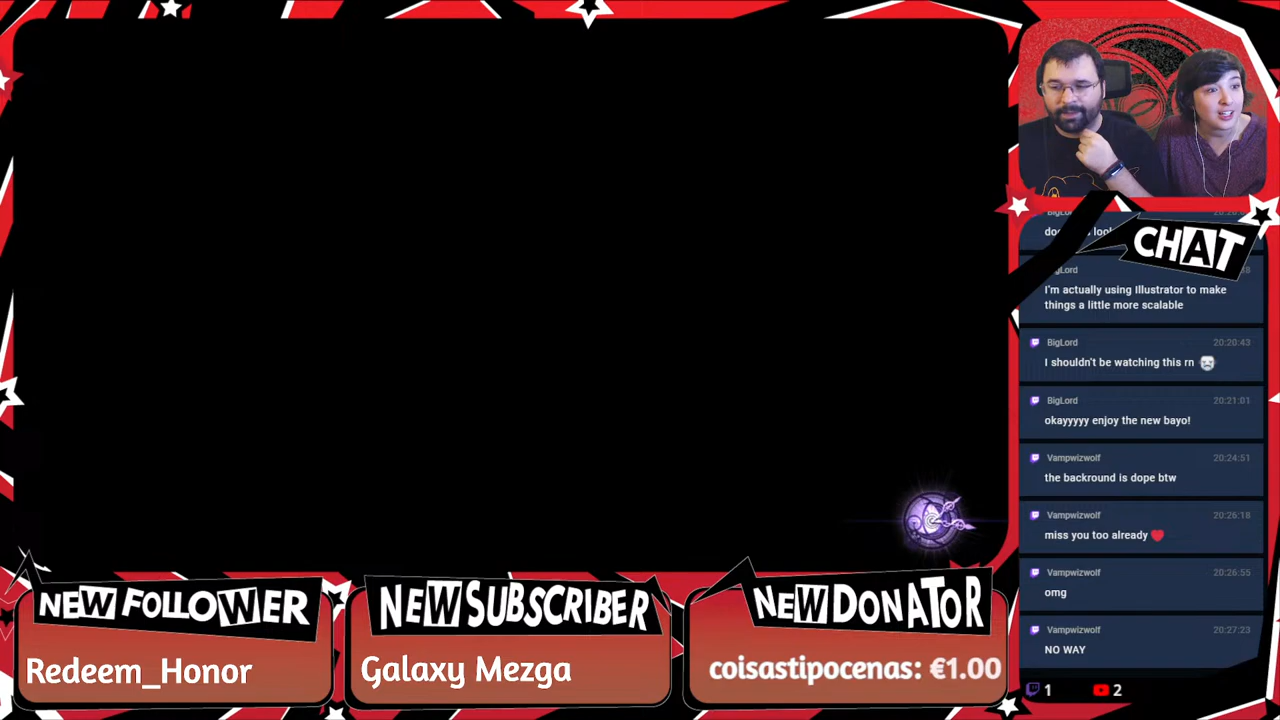 CHAT
BigLord
BigLord
I'm actually using Illustrator to make
things a little more scalable
BigLord 20:20:43
I shouldn't be watching this rn
BigLord 20:21:01
okayyyyy enjoy the new bayo!
Vampwizwolf 20:24:51
the backround is dope btw
Vampwizwolf 20:26:18
miss you too already
Vampwizwolf 20:26:55
omg
Vampwizwolf 20:27:23
NO WAY
1 2
NEW FOLLOWER
Redeem_Honor
NEW SUBSCRIBER
Galaxy Mezga
NEW DONATOR
coisastipocenas: €1.00